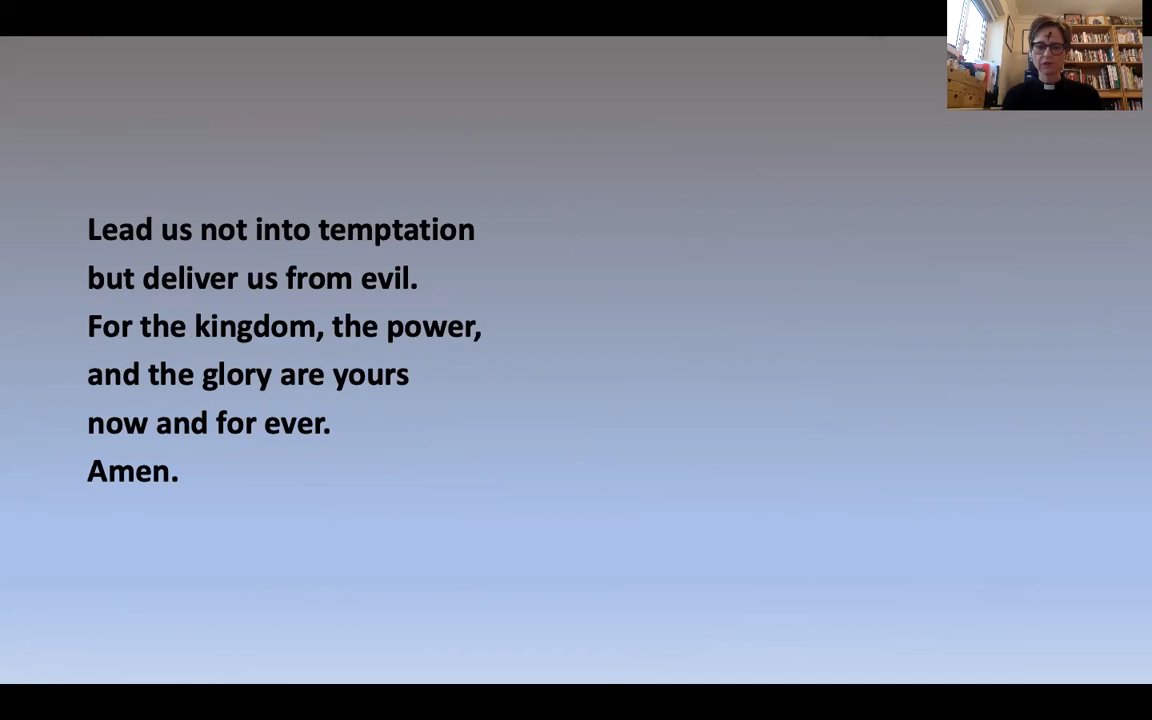 Lead us not into temptation
but deliver us from evil.
For the kingdom, the power,
and the glory are yours
now and for ever.
Amen.